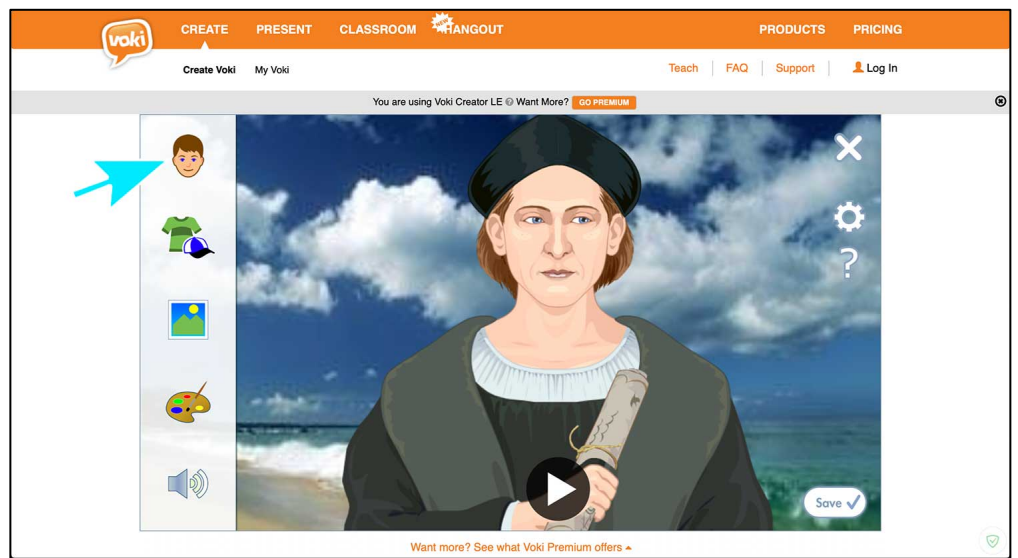 voki
CREATE PRESENT CLASSROOM NEW HANGOUT PRODUCTS PRICING
Create Voki My Voki Teach FAQ Support Log In
You are using Voki Creator LE ? Want More? GO PREMIUM
?
Save
Want more? See what Voki Premium offers